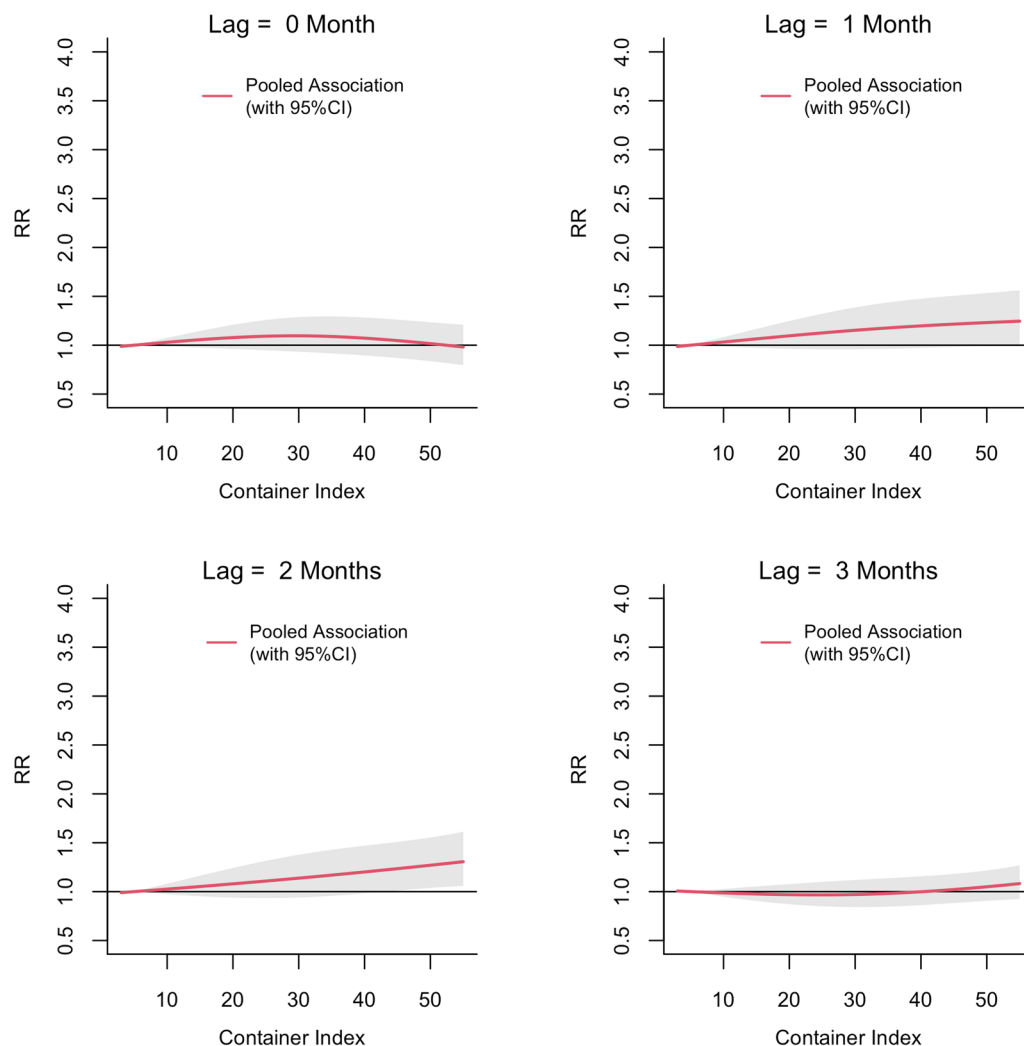 Lag =  0 Month
4.0
3.5
3.0
2.5
2.0
1.5
1.0
0.5
RR
Pooled Association
(with 95%CI)
10 20 30 40 50
Container Index
Lag =  1 Month
4.0
3.5
3.0
2.5
2.0
1.5
1.0
0.5
RR
Pooled Association
(with 95%CI)
10 20 30 40 50
Container Index
Lag =  2 Months
4.0
3.5
3.0
2.5
2.0
1.5
1.0
0.5
RR
Pooled Association
(with 95%CI)
10 20 30 40 50
Container Index
Lag =  3 Months
4.0
3.5
3.0
2.5
2.0
1.5
1.0
0.5
RR
Pooled Association
(with 95%CI)
10 20 30 40 50
Container Index